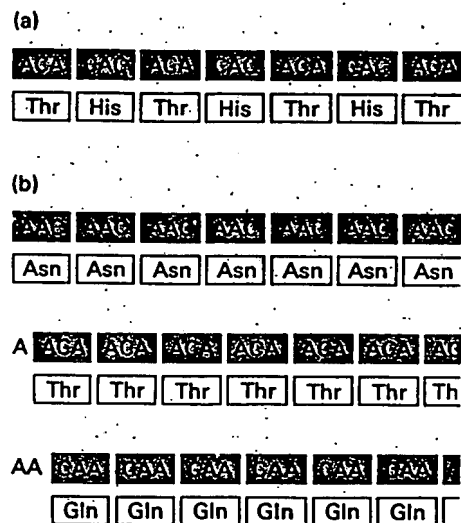 (a)
ACA CAC ACA CAC ACA CAC ACA
Thr His Thr His Thr His Thr
(b)
AAC AAC AAC AAC AAC AAC AAC
Asn Asn Asn Asn Asn Asn Asn
A ACA ACA ACA ACA ACA ACA AC
Thr Thr Thr Thr Thr Thr Th
AA CAA CAA CAA CAA CAA CAA
Gln Gln Gln Gln Gln Gln